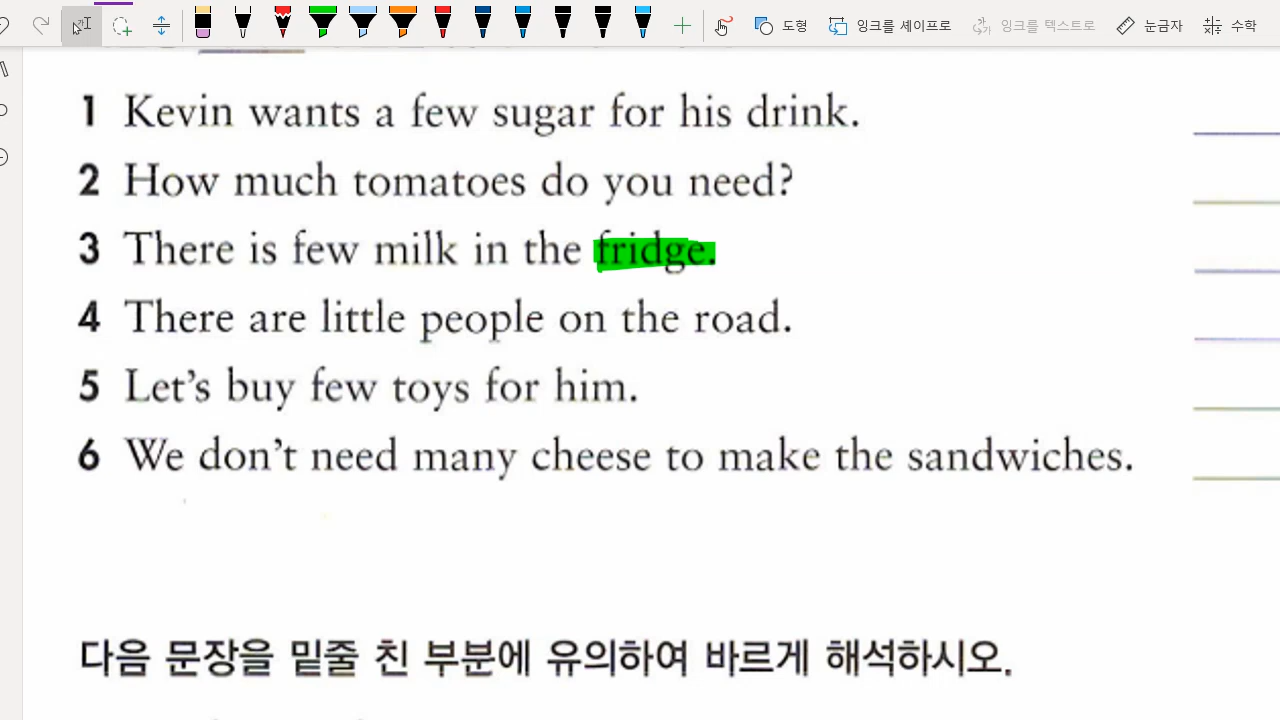 도형 잉크를 셰이프로 잉크를 텍스트로 눈금자 수학
1 Kevin wants a few sugar for his drink.
2 How much tomatoes do you need?
3 There is few milk in the fridge.
4 There are little people on the road.
5 Let's buy few toys for him.
6 We don't need many cheese to make the sandwiches.
다음 문장을 밑줄 친 부분에 유의하여 바르게 해석하시오.